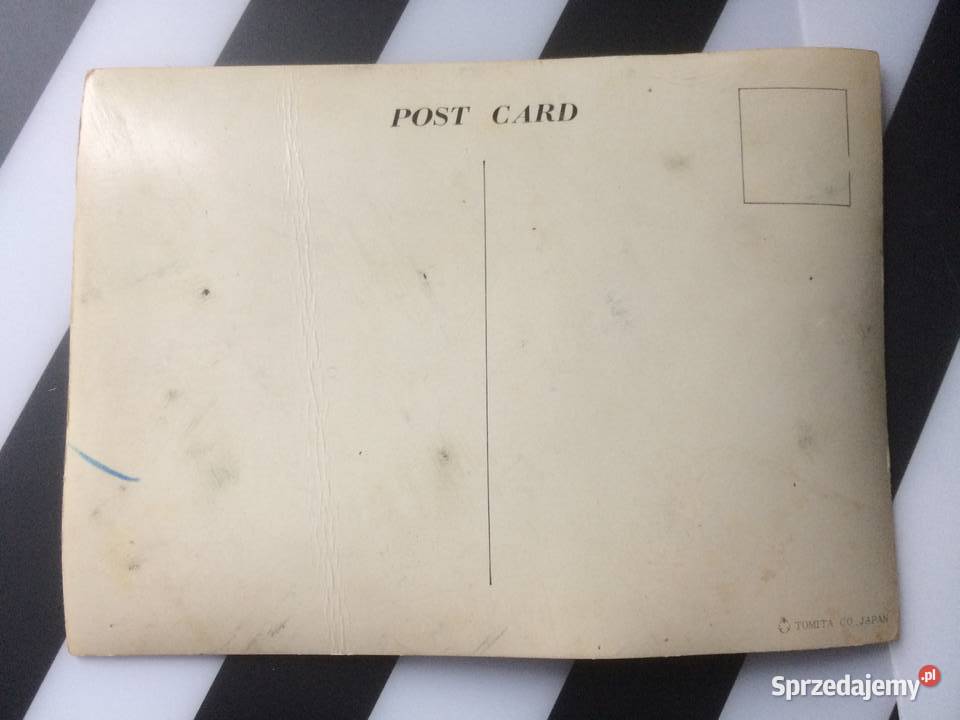 POST CARD
TOMITA CO. JAPAN
Sprzedajemy.pl